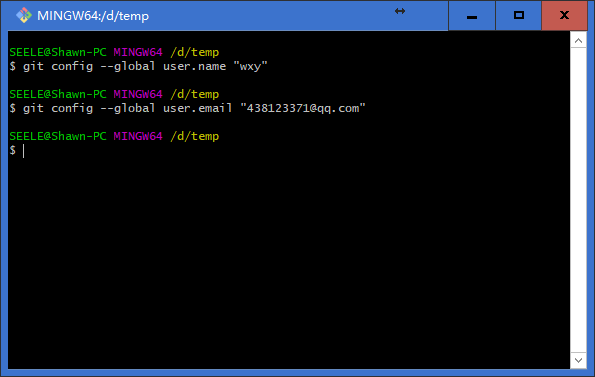 MINGW64:/d/temp
SEELE@Shawn-PC MINGW64 /d/temp
$ git config --global user.name "wxy"
SEELE@Shawn-PC MINGW64 /d/temp
$ git config --global user.email "438123371@qq.com"
SEELE@Shawn-PC MINGW64 /d/temp
$